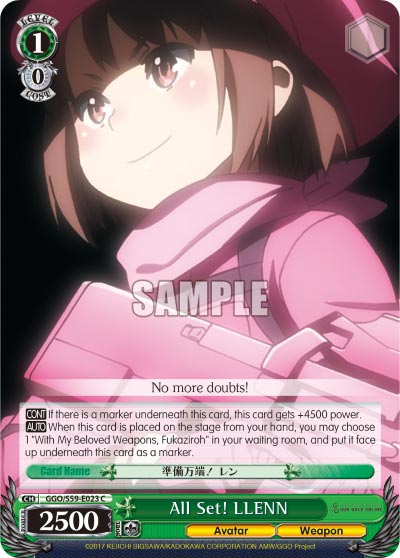 LEVEL
1
0
COST
SAMPLE
No more doubts!
CONT If there is a marker underneath this card, this card gets +4500 power.
AUTO When this card is placed on the stage from your hand, you may choose
1 "With My Beloved Weapons, Fukaziroh" in your waiting room, and put it face
up underneath this card as a marker.
Card Name 準備万端！ レン
CH GGO/S59-E023 C
All Set! LLENN
GUN GALE ONLINE
POWER 2500 SOUL
Avatar Weapon
©2017 KEIICHI SIGSAWA/KADOKAWA CORPORATION AMW/GGO Project